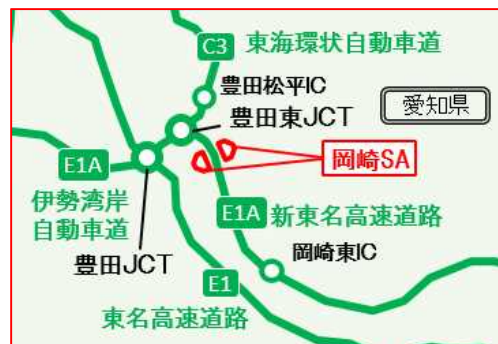 C3
東海環状自動車道
豊田松平IC
豊田東JCT
愛知県
岡崎SA
E1A
伊勢湾岸
自動車道
E1A
新東名高速道路
豊田JCT
岡崎東IC
E1
東名高速道路